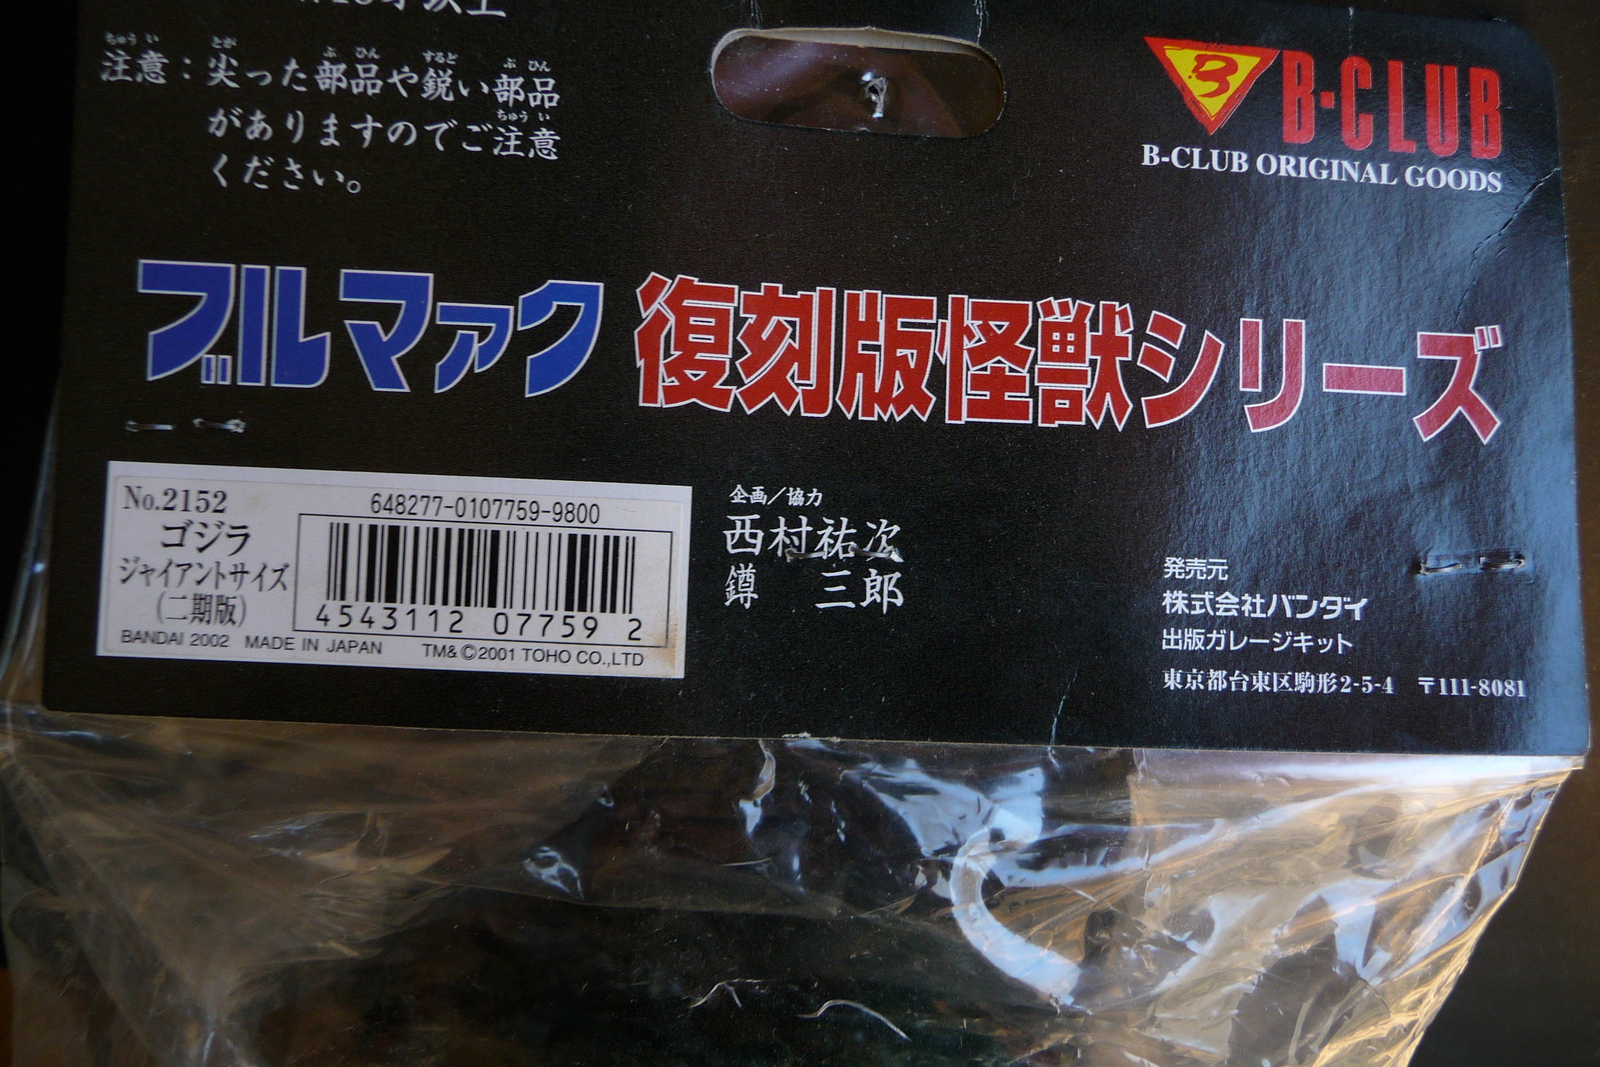 注意：尖った部品や鋭い部品
がありますのでご注意
ください。
B-CLUB
B-CLUB ORIGINAL GOODS
ブルマァク 復刻版怪獣シリーズ
No.2152
ゴジラ
ジャイアントサイズ
(二期版)
648277-0107759-9800
4543112 07759 2
BANDAI 2002 MADE IN JAPAN TM&©2001 TOHO CO.,LTD
企画／協力
西村祐次
鐏 三郎
発売元
株式会社バンダイ
出版ガレージキット
東京都台東区駒形2-5-4 〒111-8081